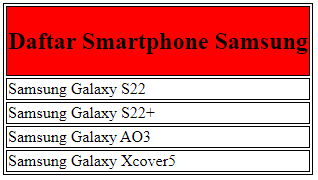 Daftar Smartphone Samsung
Samsung Galaxy S22
Samsung Galaxy S22+
Samsung Galaxy AO3
Samsung Galaxy Xcover5